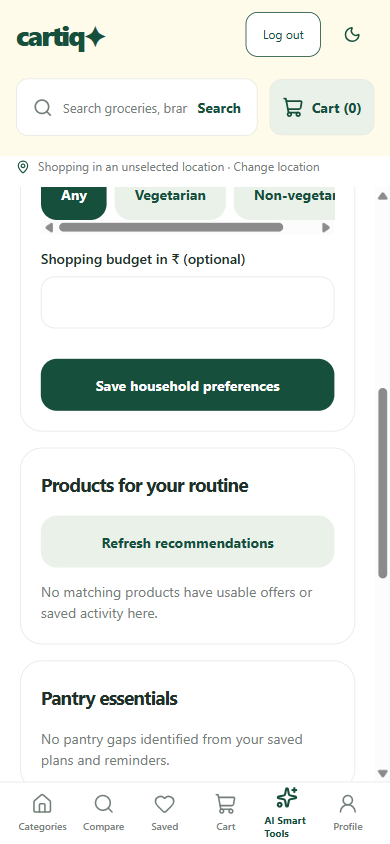 cartiq
Log out
Search groceries, brar Search
Cart (0)
Shopping in an unselected location · Change location
Any Vegetarian Non-vegetar
Shopping budget in ₹ (optional)
Save household preferences
Products for your routine
Refresh recommendations
No matching products have usable offers or
saved activity here.
Pantry essentials
No pantry gaps identified from your saved
plans and reminders.
Categories Compare Saved Cart AI Smart Tools Profile